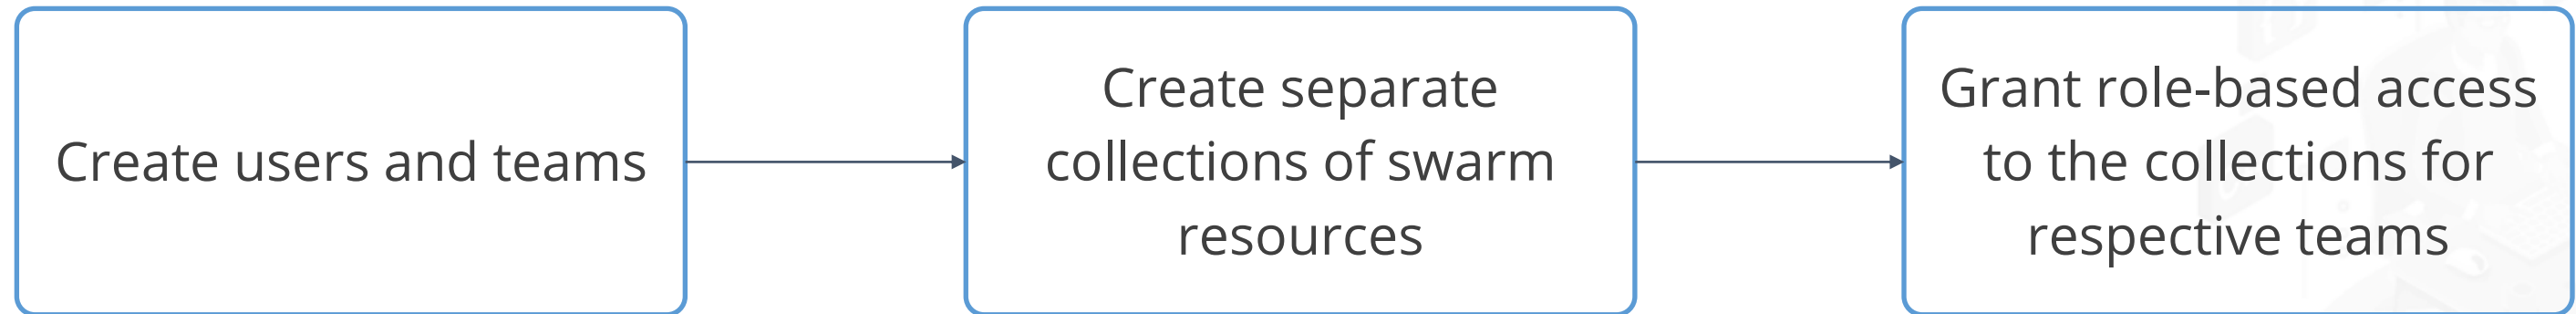 Create users and teams
Create separate
collections of swarm
resources
Grant role-based access
to the collections for
respective teams